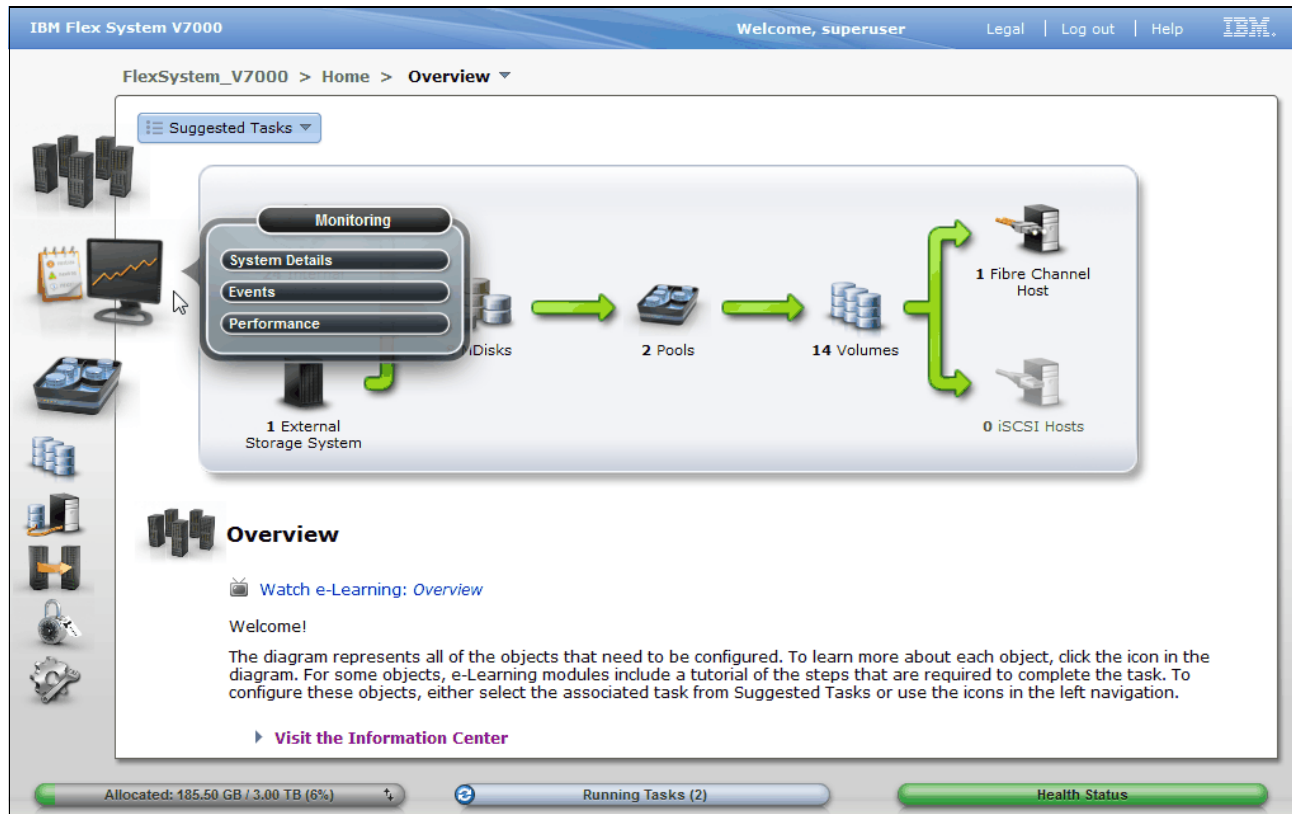 IBM Flex System V7000
Welcome, superuser
Legal | Log out | Help
IBM.
FlexSystem_V7000 > Home > Overview
Suggested Tasks
Monitoring
System Details
Events
Performance
MDisks
2 Pools
14 Volumes
1 Fibre Channel
Host
0 iSCSI Hosts
1 External
Storage System
Overview
Watch e-Learning: Overview
Welcome!
The diagram represents all of the objects that need to be configured. To learn more about each object, click the icon in the
diagram. For some objects, e-Learning modules include a tutorial of the steps that are required to complete the task. To
configure these objects, either select the associated task from Suggested Tasks or use the icons in the left navigation.
Visit the Information Center
Allocated: 185.50 GB / 3.00 TB (6%)
Running Tasks (2)
Health Status